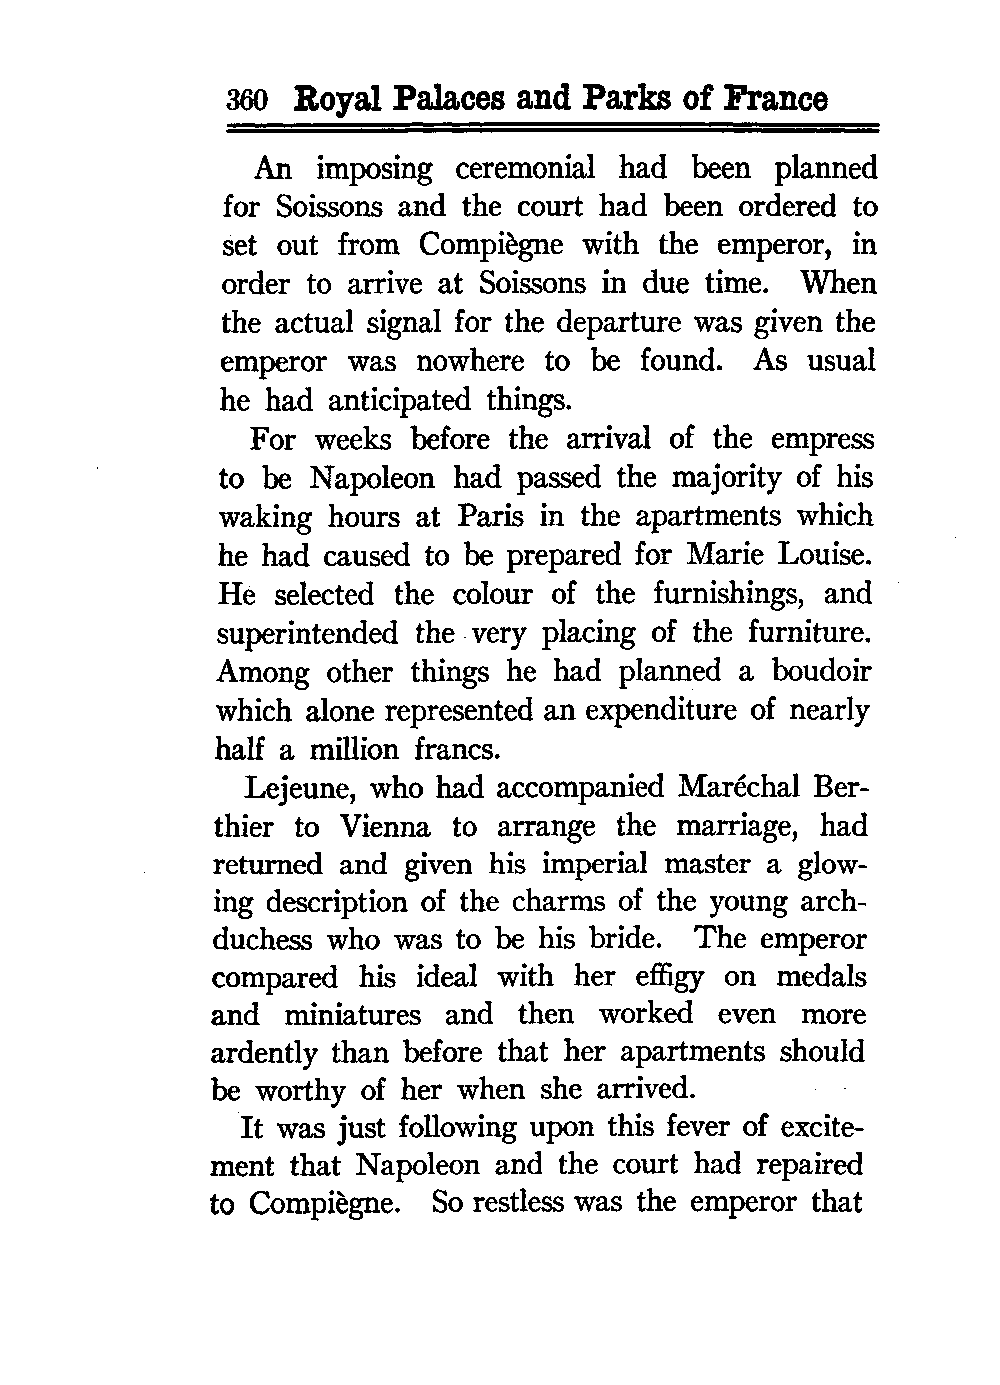 360 Royal Palaces and Parks of France
An imposing ceremonial had been planned
for Soissons and the court had been ordered to
set out from Compiègne with the emperor, in
order to arrive at Soissons in due time. When
the actual signal for the departure was given the
emperor was nowhere to be found. As usual
he had anticipated things.
For weeks before the arrival of the empress
to be Napoleon had passed the majority of his
waking hours at Paris in the apartments which
he had caused to be prepared for Marie Louise.
He selected the colour of the furnishings, and
superintended the very placing of the furniture.
Among other things he had planned a boudoir
which alone represented an expenditure of nearly
half a million francs.
Lejeune, who had accompanied Maréchal Ber-
thier to Vienna to arrange the marriage, had
returned and given his imperial master a glow-
ing description of the charms of the young arch-
duchess who was to be his bride. The emperor
compared his ideal with her effigy on medals
and miniatures and then worked even more
ardently than before that her apartments should
be worthy of her when she arrived.
It was just following upon this fever of excite-
ment that Napoleon and the court had repaired
to Compiègne. So restless was the emperor that